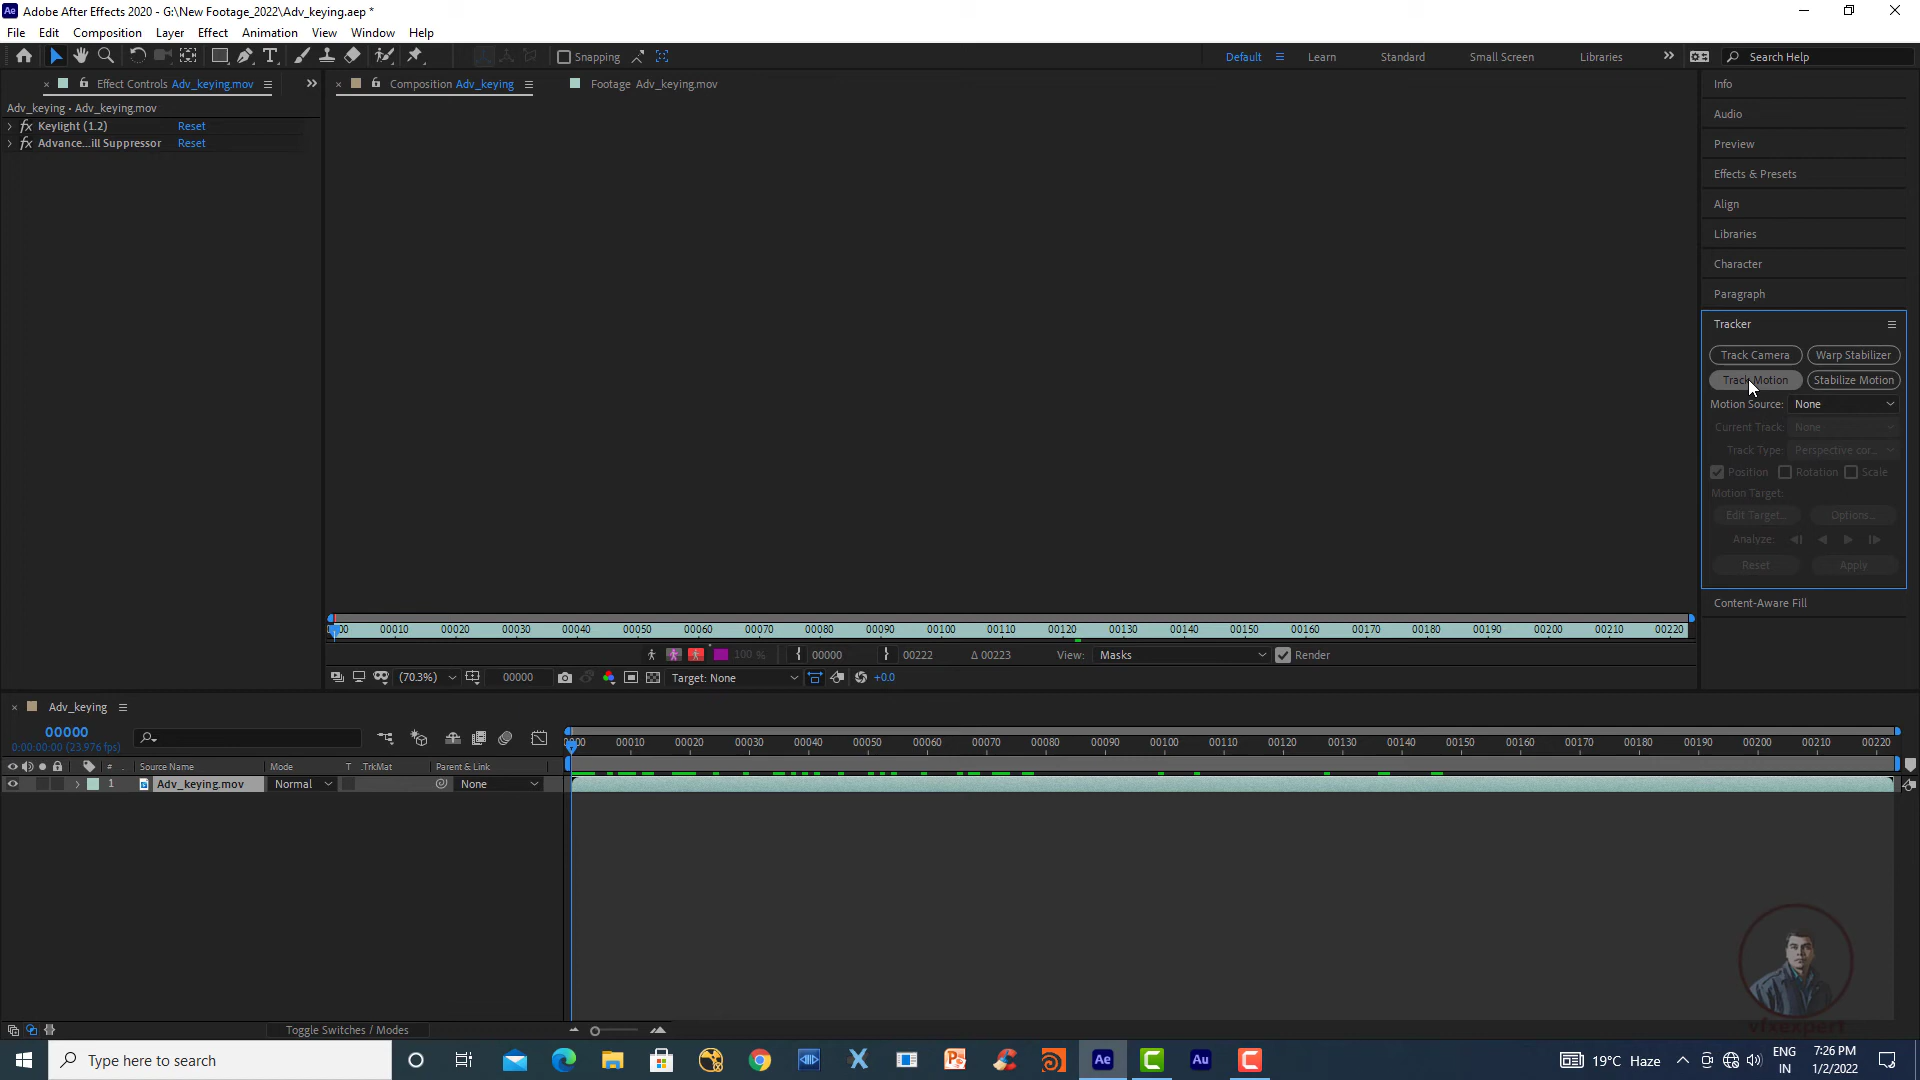 Adobe After Effects 2020 - G:\New Footage_2022\Adv_keying.aep *
File Edit Composition Layer Effect Animation View Window Help
Snapping Default Learn Standard Small Screen Libraries Search Help
Effect Controls Adv_keying.mov
Composition Adv_keying
Footage Adv_keying.mov
Adv_keying • Adv_keying.mov
fx Keylight (1.2) Reset
fx Advance...ill Suppressor Reset
Info
Audio
Preview
Effects & Presets
Align
Libraries
Character
Paragraph
Tracker
Track Camera Warp Stabilizer
Track Motion Stabilize Motion
Motion Source: None
Current Track: None
Track Type: Perspective cor...
Position Rotation Scale
Motion Target:
Edit Target... Options...
Analyze:
Reset Apply
Content-Aware Fill
00010 00020 00030 00040 00050 00060 00070 00080 00090 00100 00110 00120 00130 00140 00150 00160 00170 00180 00190 00200 00210 00220
100 % 00000 00222 Δ 00223 View: Masks Render
(70.3%) 00000 Target: None +0.0
Adv_keying
00000
0:00:00:00 (23.976 fps)
00010 00020 00030 00040 00050 00060 00070 00080 00090 00100 00110 00120 00130 00140 00150 00160 00170 00180 00190 00200 00210 00220
# Source Name Mode T .TrkMat Parent & Link
1 Adv_keying.mov Normal None
Toggle Switches / Modes
vfxexpert
Type here to search
19°C Haze
ENG
IN
7:26 PM
1/2/2022